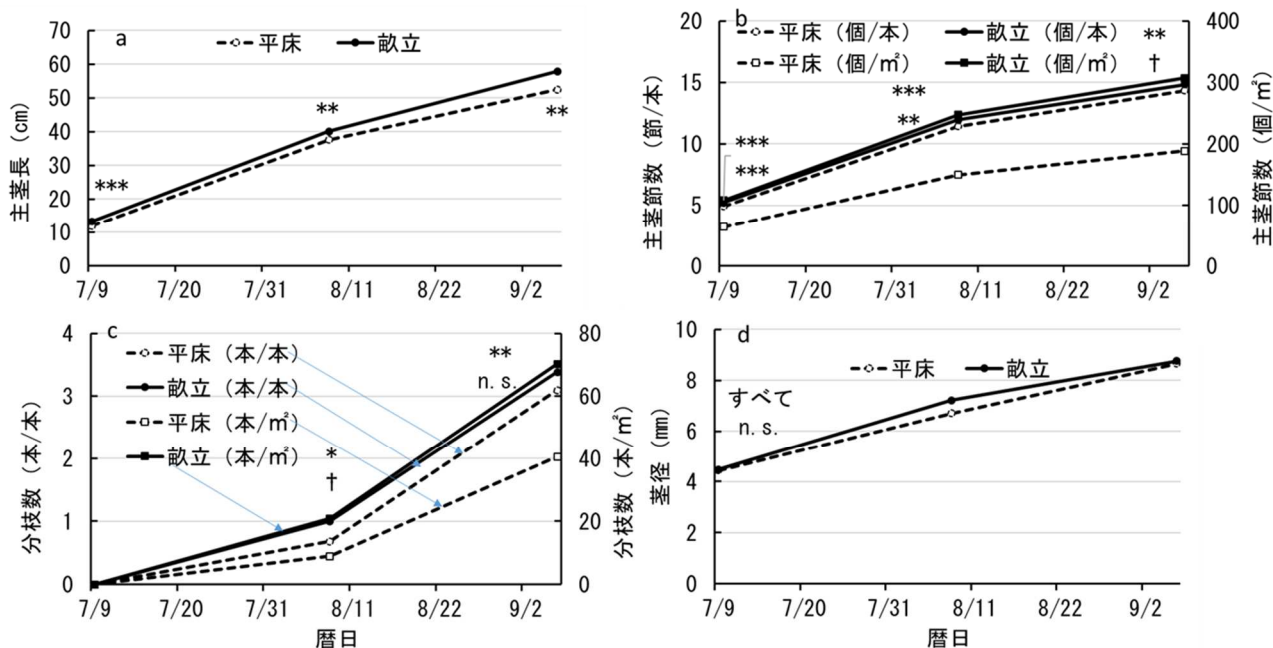 a
平床
畝立
70
60
50
40
30
20
10
0
主茎長（cm）
***
**
**
7/9
7/20
7/31
8/11
8/22
9/2
b
平床（個/本）
畝立（個/本）
平床（個/㎡）
畝立（個/㎡）
20
15
10
5
0
主茎節数（節/本）
400
300
200
100
0
主茎節数（個/㎡）
***
***
***
**
**
†
7/9
7/20
7/31
8/11
8/22
9/2
c
平床（本/本）
畝立（本/本）
平床（本/㎡）
畝立（本/㎡）
4
3
2
1
0
分枝数（本/本）
80
60
40
20
0
分枝数（本/㎡）
*
†
**
n.s.
7/9
7/20
7/31
8/11
8/22
9/2
暦日
d
平床
畝立
10
8
6
4
2
0
茎径（mm）
すべて
n.s.
7/9
7/20
7/31
8/11
8/22
9/2
暦日